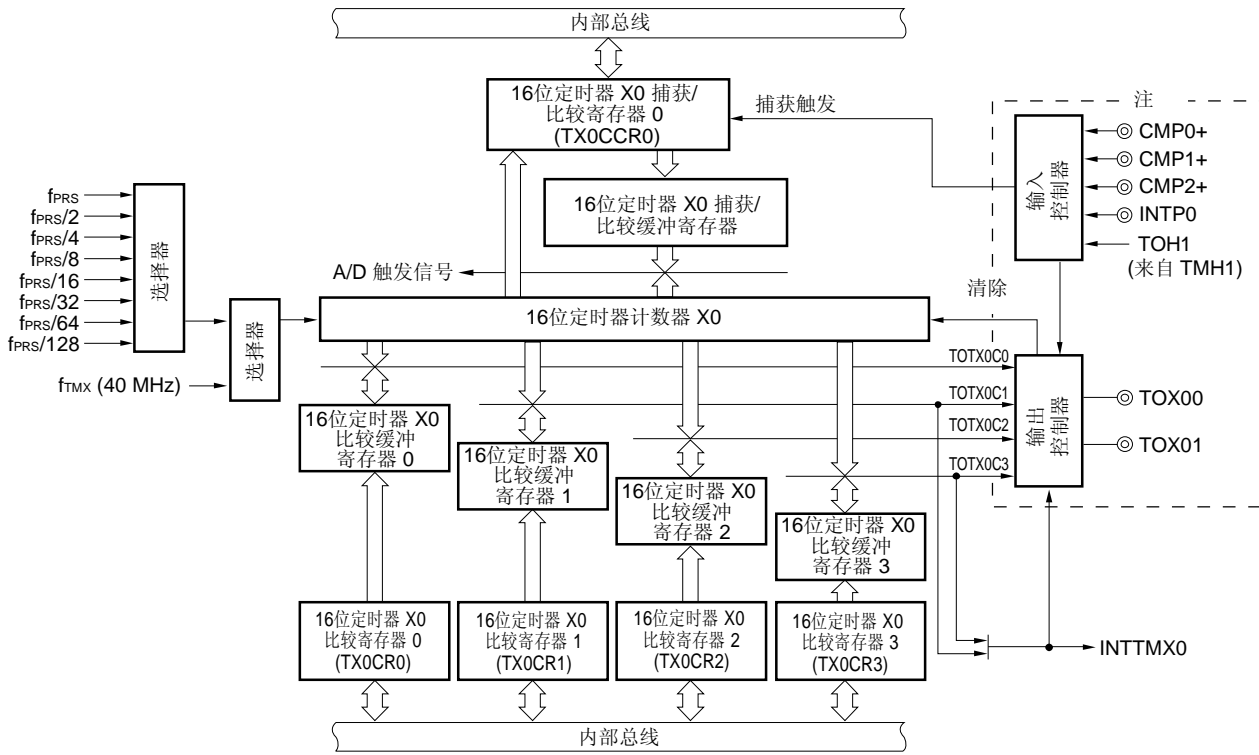 内部总线
16位定时器 X0 捕获/
比较寄存器 0
(TX0CCR0)
捕获触发
注
输入
控制器
CMP0+
CMP1+
CMP2+
INTP0
TOH1
(来自 TMH1)
16位定时器 X0 捕获/
比较缓冲寄存器
A/D 触发信号
清除
fPRS
fPRS/2
fPRS/4
fPRS/8
fPRS/16
fPRS/32
fPRS/64
fPRS/128
选择器
fTMX (40 MHz)
选择器
16位定时器计数器 X0
TOTX0C0
TOTX0C1
TOTX0C2
TOTX0C3
输出
控制器
TOX00
TOX01
16位定时器 X0
比较缓冲
寄存器 0
16位定时器 X0
比较缓冲
寄存器 1
16位定时器 X0
比较缓冲
寄存器 2
16位定时器 X0
比较缓冲
寄存器 3
16位定时器 X0
比较寄存器 0
(TX0CR0)
16位定时器 X0
比较寄存器 1
(TX0CR1)
16位定时器 X0
比较寄存器 2
(TX0CR2)
16位定时器 X0
比较寄存器 3
(TX0CR3)
INTTMX0
内部总线